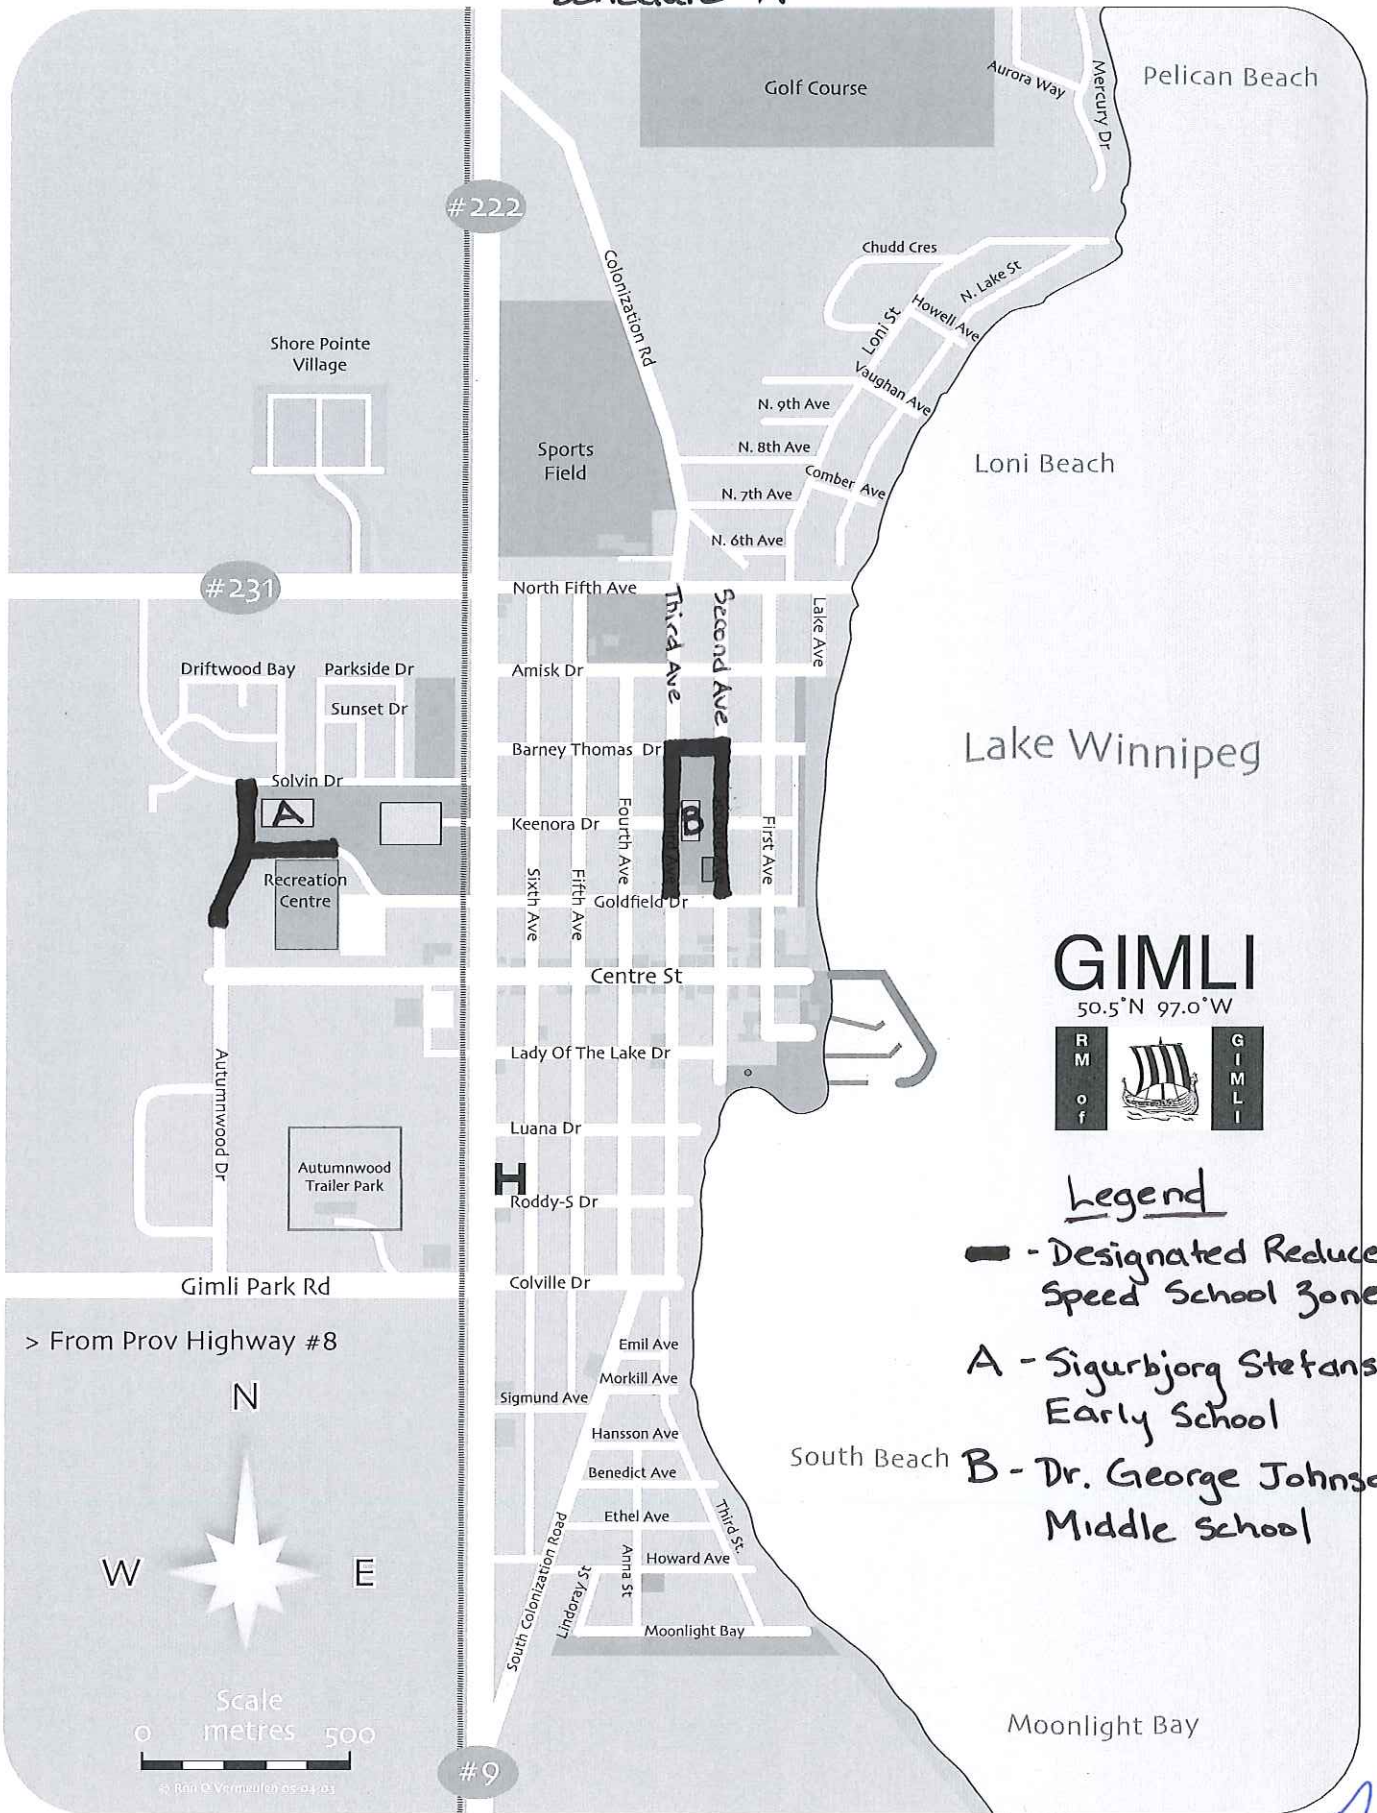 Golf Course
Aurora Way
Mercury Dr
Pelican Beach
#222
Colonization Rd
Chudd Cres
N. Lake St
Howell Ave
Loni St
Vaughan Ave
Shore Pointe
Village
N. 9th Ave
Sports
Field
N. 8th Ave
Comber Ave
Loni Beach
N. 7th Ave
N. 6th Ave
#231
North Fifth Ave
Third Ave
Second Ave
Lake Ave
Driftwood Bay
Parkside Dr
Amisk Dr
Sunset Dr
Barney Thomas Dr
Lake Winnipeg
Solvin Dr
A
B
Keenora Dr
Fourth Ave
First Ave
Recreation
Centre
Sixth Ave
Fifth Ave
Goldfield Dr
Centre St
GIMLI
50.5°N 97.0°W
RM of
GIMLI
Lady Of The Lake Dr
Autumnwood Dr
Luana Dr
Autumnwood
Trailer Park
H
Roddy-S Dr
Legend
- Designated Reduce
Speed School Zone
Gimli Park Rd
Colville Dr
> From Prov Highway #8
Emil Ave
A - Sigurbjorg Stefans
Early School
Morkill Ave
N
Sigmund Ave
Hansson Ave
South Beach
B - Dr. George Johnso
Middle School
Benedict Ave
Ethel Ave
Third St.
W
E
South Colonization Road
Lindoray St
Anna St
Howard Ave
Moonlight Bay
Scale
0 metres 500
Moonlight Bay
#9